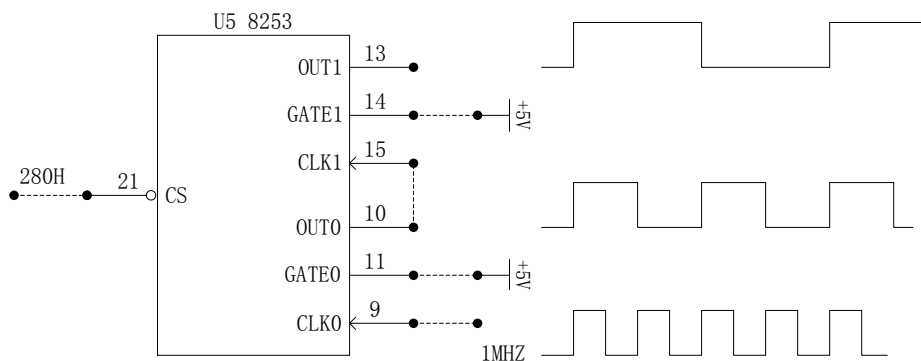 U5 8253
OUT1 13
GATE1 14 +5V
CLK1 15
280H 21 CS
OUT0 10
GATE0 11 +5V
CLK0 9
1MHZ